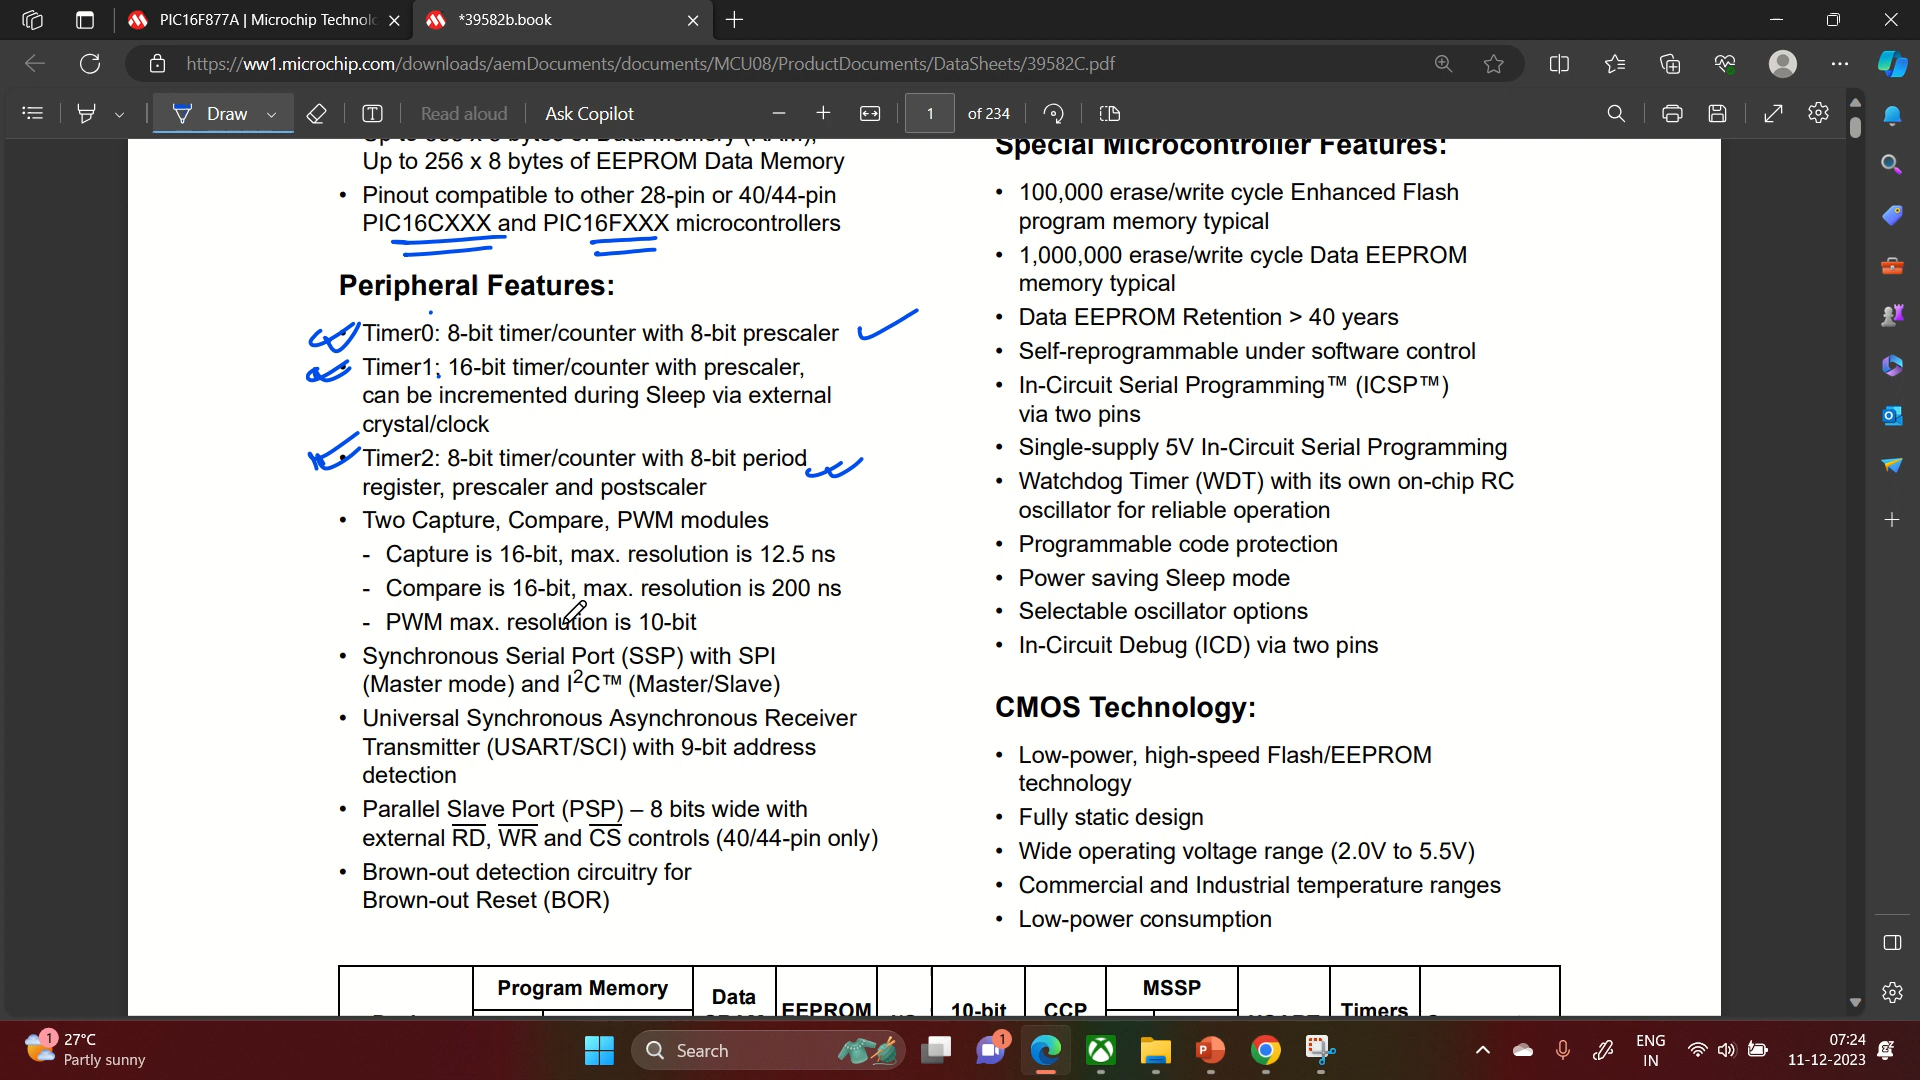 PIC16F877A | Microchip Technolo
*39582b.book
https://ww1.microchip.com/downloads/aemDocuments/documents/MCU08/ProductDocuments/DataSheets/39582C.pdf
Draw
Read aloud
Ask Copilot
1
of 234
Up to 256 x 8 bytes of EEPROM Data Memory
• Pinout compatible to other 28-pin or 40/44-pin
PIC16CXXX and PIC16FXXX microcontrollers
Peripheral Features:
Timer0: 8-bit timer/counter with 8-bit prescaler
Timer1: 16-bit timer/counter with prescaler,
can be incremented during Sleep via external
crystal/clock
• Timer2: 8-bit timer/counter with 8-bit period
register, prescaler and postscaler
• Two Capture, Compare, PWM modules
- Capture is 16-bit, max. resolution is 12.5 ns
- Compare is 16-bit, max. resolution is 200 ns
- PWM max. resolution is 10-bit
• Synchronous Serial Port (SSP) with SPI
(Master mode) and I²C™ (Master/Slave)
• Universal Synchronous Asynchronous Receiver
Transmitter (USART/SCI) with 9-bit address
detection
• Parallel Slave Port (PSP) – 8 bits wide with
external RD, WR and CS controls (40/44-pin only)
• Brown-out detection circuitry for
Brown-out Reset (BOR)
Special Microcontroller Features:
• 100,000 erase/write cycle Enhanced Flash
program memory typical
• 1,000,000 erase/write cycle Data EEPROM
memory typical
• Data EEPROM Retention > 40 years
• Self-reprogrammable under software control
• In-Circuit Serial Programming™ (ICSP™)
via two pins
• Single-supply 5V In-Circuit Serial Programming
• Watchdog Timer (WDT) with its own on-chip RC
oscillator for reliable operation
• Programmable code protection
• Power saving Sleep mode
• Selectable oscillator options
• In-Circuit Debug (ICD) via two pins
CMOS Technology:
• Low-power, high-speed Flash/EEPROM
technology
• Fully static design
• Wide operating voltage range (2.0V to 5.5V)
• Commercial and Industrial temperature ranges
• Low-power consumption
Program Memory
Data
EEPROM
10-bit
CCP
MSSP
Timers
1
27°C
Partly sunny
Search
1
ENG
IN
07:24
11-12-2023